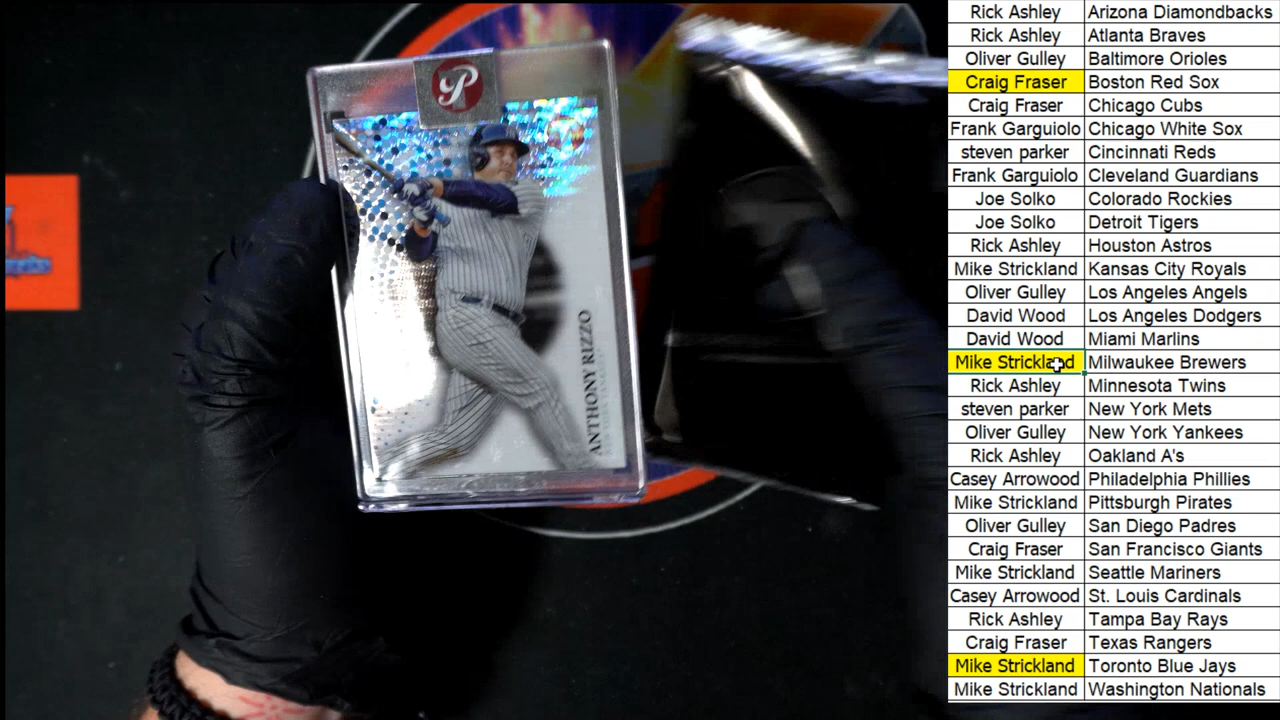 P
ANTHONY RIZZO
Rick Ashley Arizona Diamondbacks
Rick Ashley Atlanta Braves
Oliver Gulley Baltimore Orioles
Craig Fraser Boston Red Sox
Craig Fraser Chicago Cubs
Frank Garguiolo Chicago White Sox
steven parker Cincinnati Reds
Frank Garguiolo Cleveland Guardians
Joe Solko Colorado Rockies
Joe Solko Detroit Tigers
Rick Ashley Houston Astros
Mike Strickland Kansas City Royals
Oliver Gulley Los Angeles Angels
David Wood Los Angeles Dodgers
David Wood Miami Marlins
Mike Strickland Milwaukee Brewers
Rick Ashley Minnesota Twins
steven parker New York Mets
Oliver Gulley New York Yankees
Rick Ashley Oakland A's
Casey Arrowood Philadelphia Phillies
Mike Strickland Pittsburgh Pirates
Oliver Gulley San Diego Padres
Craig Fraser San Francisco Giants
Mike Strickland Seattle Mariners
Casey Arrowood St. Louis Cardinals
Rick Ashley Tampa Bay Rays
Craig Fraser Texas Rangers
Mike Strickland Toronto Blue Jays
Mike Strickland Washington Nationals